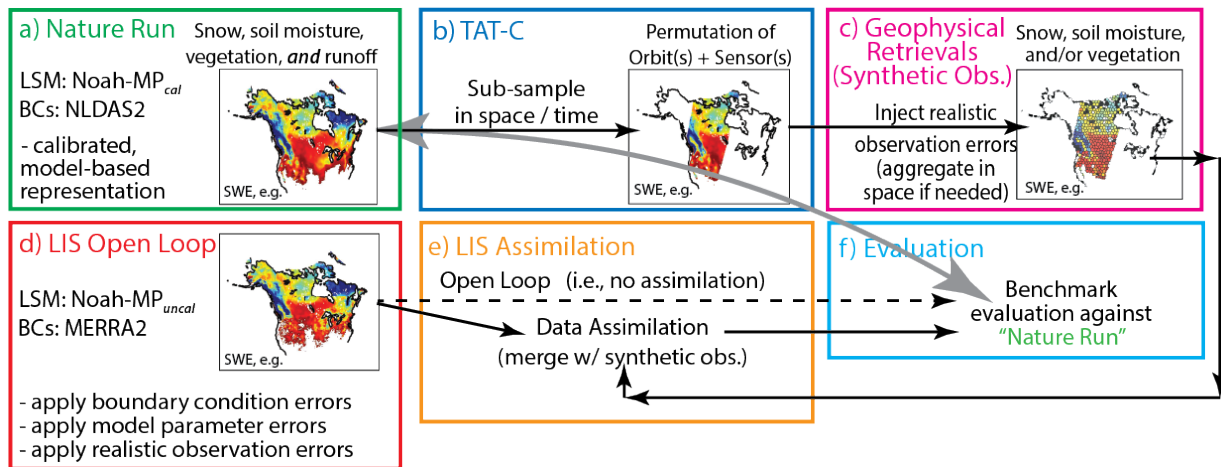 a) Nature Run
Snow, soil moisture,
vegetation, and runoff
LSM: Noah-MPcal
BCs: NLDAS2
- calibrated,
model-based
representation
SWE, e.g.
b) TAT-C
Permutation of
Orbit(s) + Sensor(s)
Sub-sample
in space / time
SWE, e.g.
c) Geophysical
Retrievals
(Synthetic Obs.)
Snow, soil moisture,
and/or vegetation
Inject realistic
observation errors
(aggregate in
space if needed)
SWE, e.g.
d) LIS Open Loop
LSM: Noah-MPuncal
BCs: MERRA2
SWE, e.g.
- apply boundary condition errors
- apply model parameter errors
- apply realistic observation errors
e) LIS Assimilation
Open Loop (i.e., no assimilation)
Data Assimilation
(merge w/ synthetic obs.)
f) Evaluation
Benchmark
evaluation against
“Nature Run”